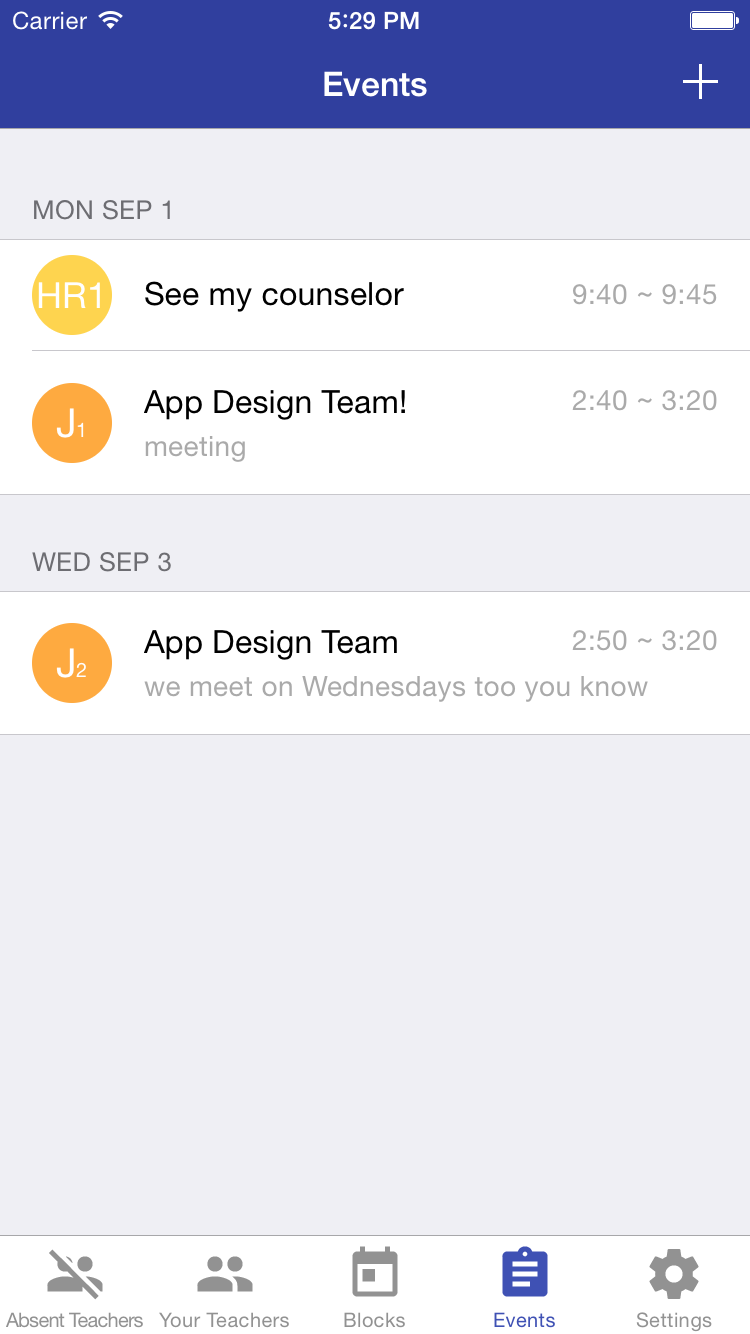 Carrier 5:29 PM
Events
MON SEP 1
HR1 See my counselor 9:40 ~ 9:45
App Design Team! 2:40 ~ 3:20
J1
meeting
WED SEP 3
App Design Team 2:50 ~ 3:20
J2
we meet on Wednesdays too you know
Absent Teachers Your Teachers Blocks Events Settings